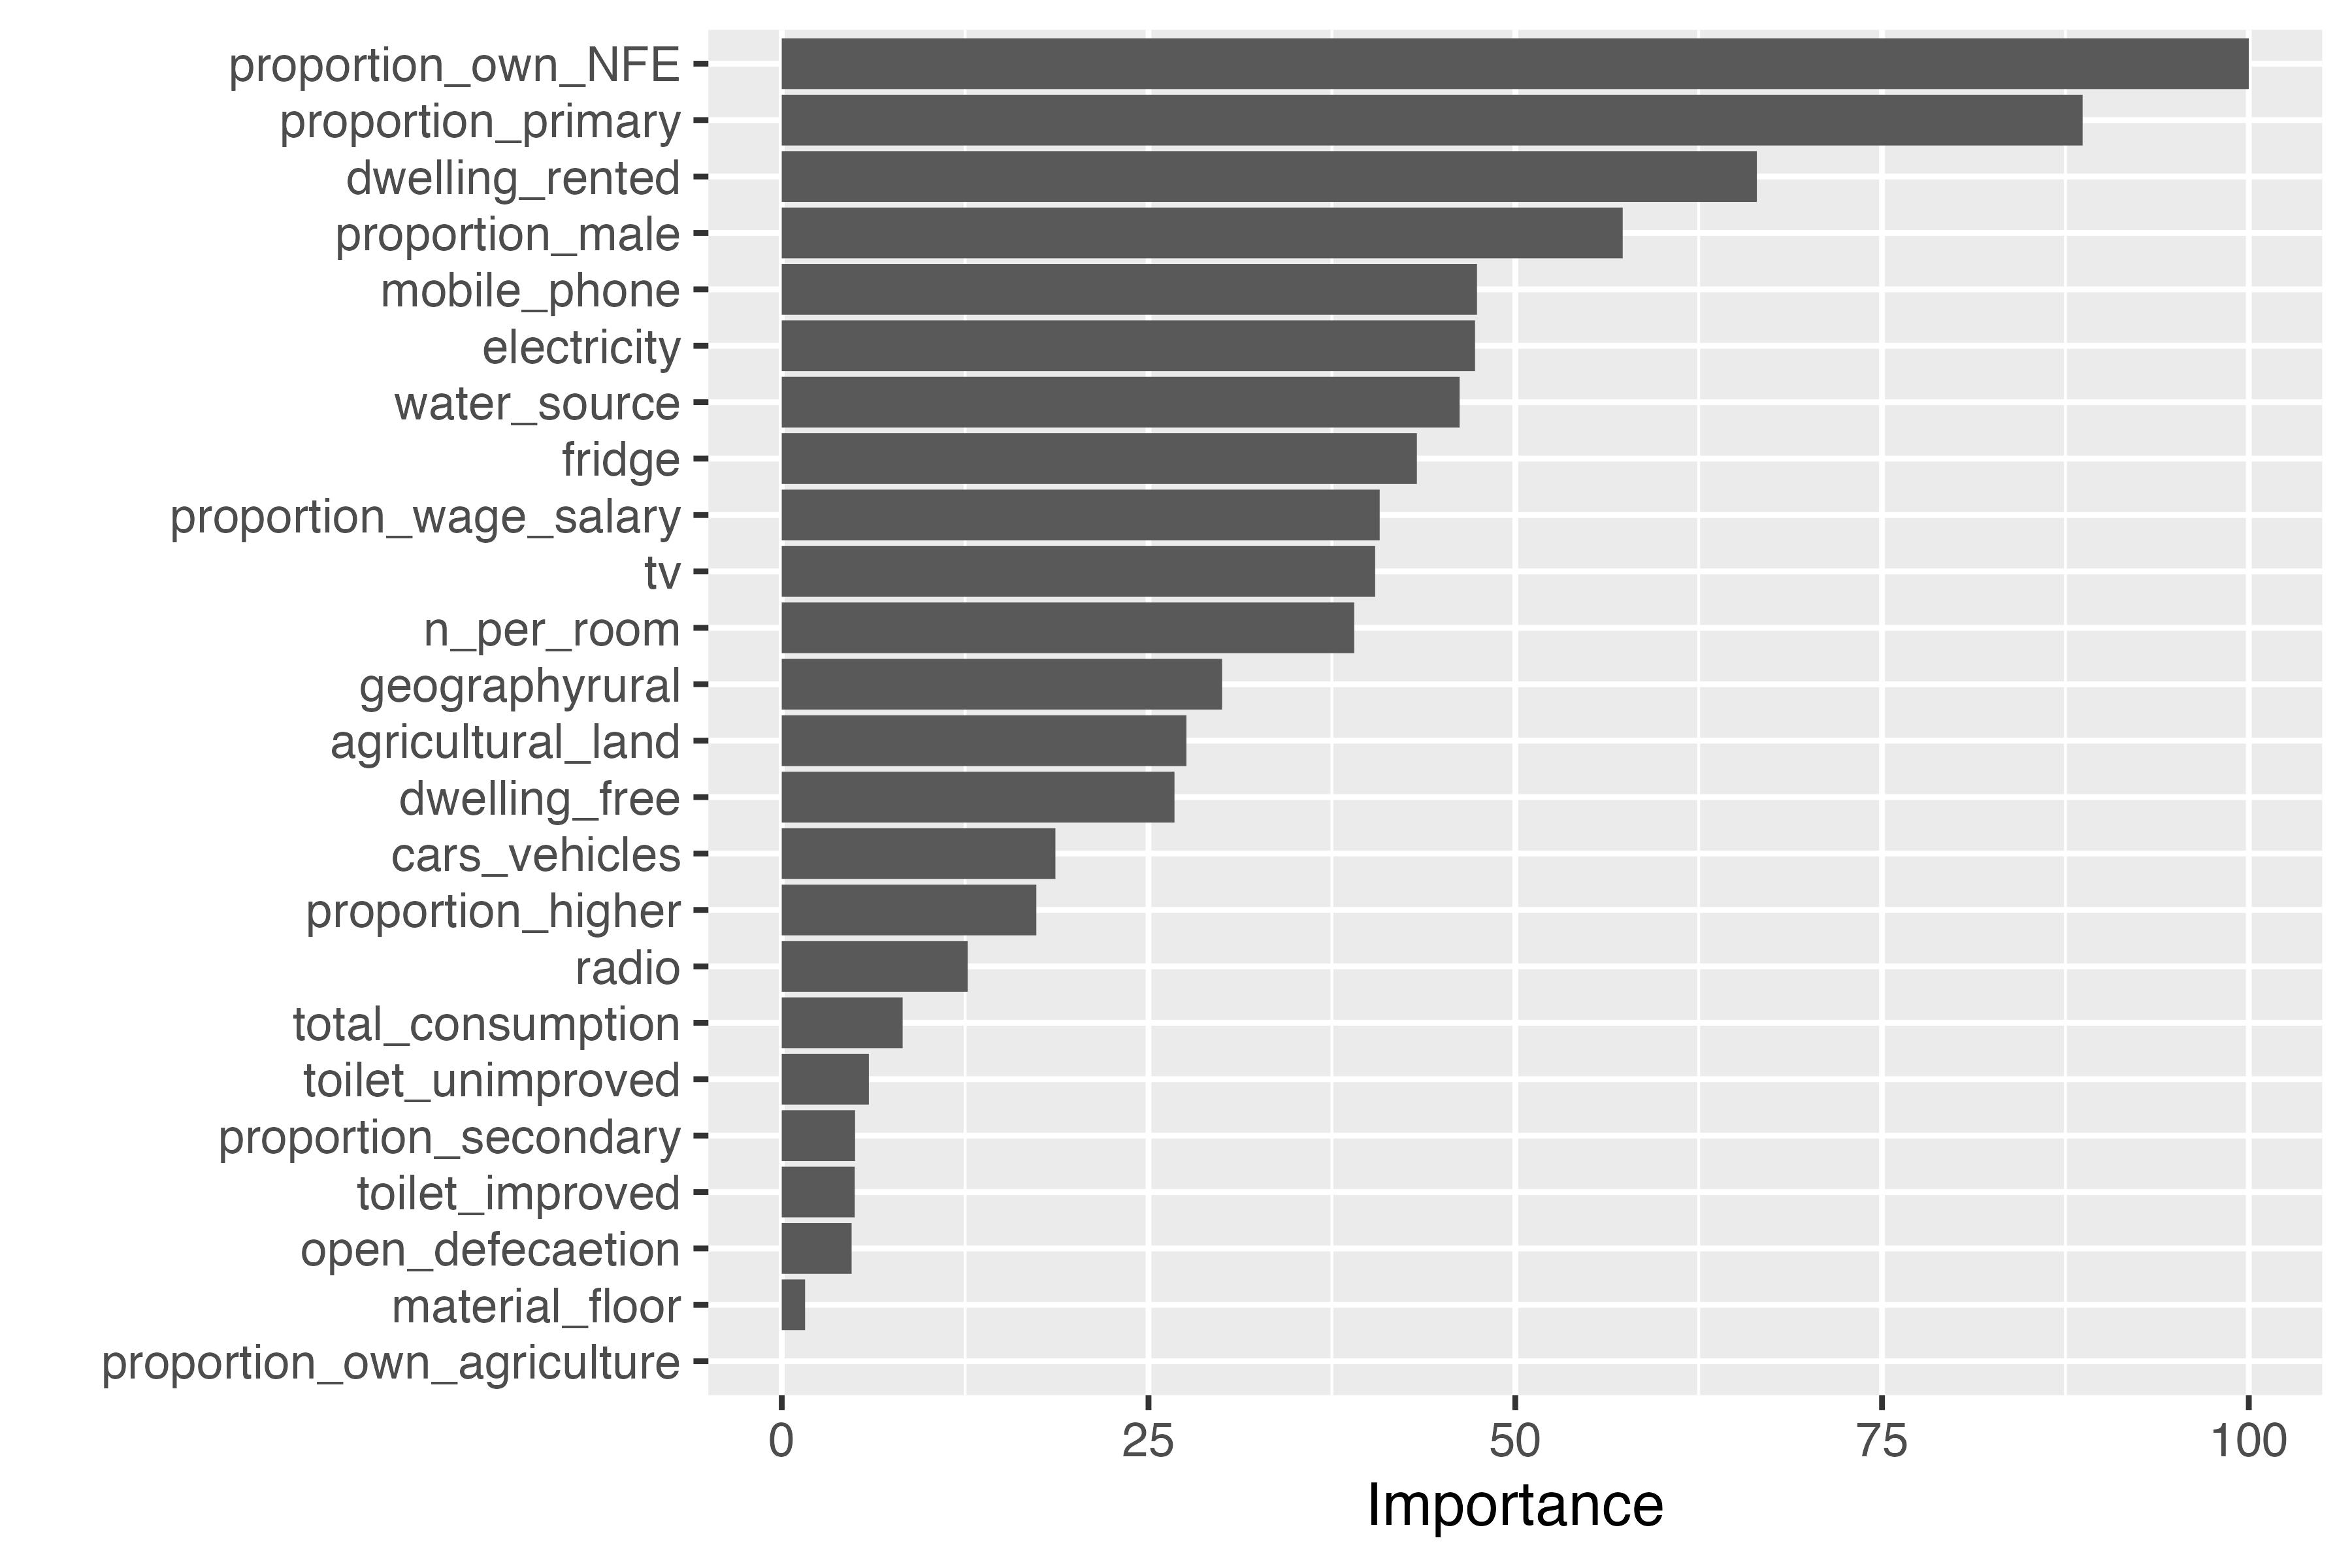 proportion_own_NFE
proportion_primary
dwelling_rented
proportion_male
mobile_phone
electricity
water_source
fridge
proportion_wage_salary
tv
n_per_room
geographyrural
agricultural_land
dwelling_free
cars_vehicles
proportion_higher
radio
total_consumption
toilet_unimproved
proportion_secondary
toilet_improved
open_defecaetion
material_floor
proportion_own_agriculture
0 25 50 75 100
Importance